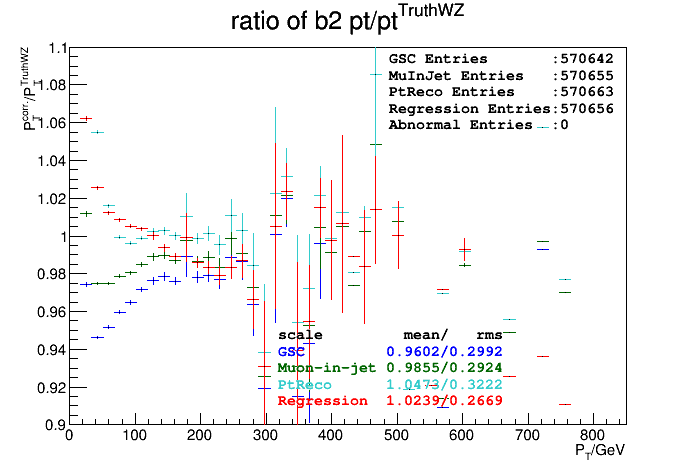 ratio of b2 pt/pt^TruthWZ
P_T^corr./P_T^TruthWZ
1.1
1.08
1.06
1.04
1.02
1
0.98
0.96
0.94
0.92
0.9
GSC Entries :570642
MuInJet Entries :570655
PtReco Entries :570663
Regression Entries:570656
Abnormal Entries :0
scale mean/ rms
GSC 0.9602/0.2992
Muon-in-jet 0.9855/0.2924
PtReco 1.0473/0.3222
Regression 1.0239/0.2669
0 100 200 300 400 500 600 700 800
P_T/GeV